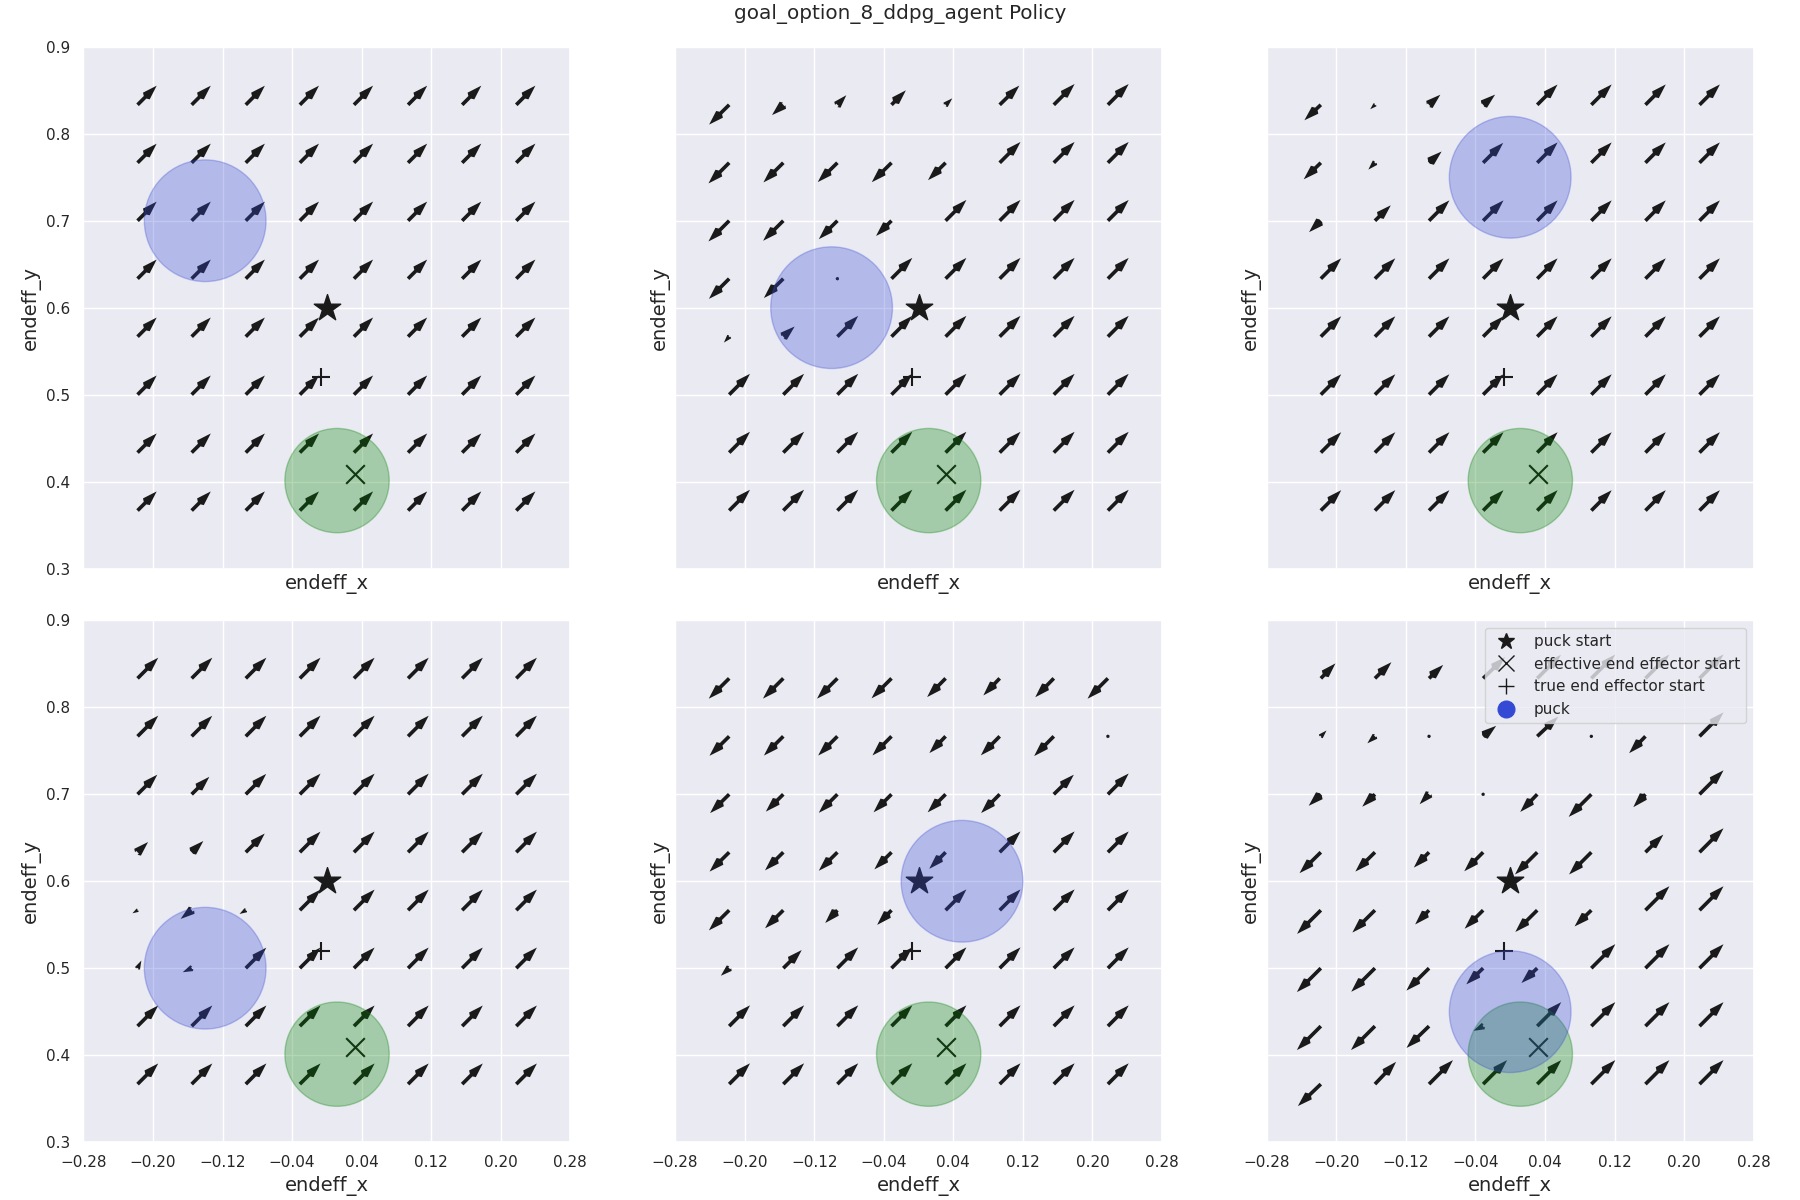 goal_option_8_ddpg_agent Policy
0.9
0.8
0.7
0.6
0.5
0.4
0.3
endeff_y
endeff_x
endeff_y
endeff_x
endeff_y
endeff_x
0.9
0.8
0.7
0.6
0.5
0.4
0.3
endeff_y
−0.28 −0.20 −0.12 −0.04 0.04 0.12 0.20 0.28
endeff_x
endeff_y
−0.28 −0.20 −0.12 −0.04 0.04 0.12 0.20 0.28
endeff_x
puck start
effective end effector start
true end effector start
puck
endeff_y
−0.28 −0.20 −0.12 −0.04 0.04 0.12 0.20 0.28
endeff_x